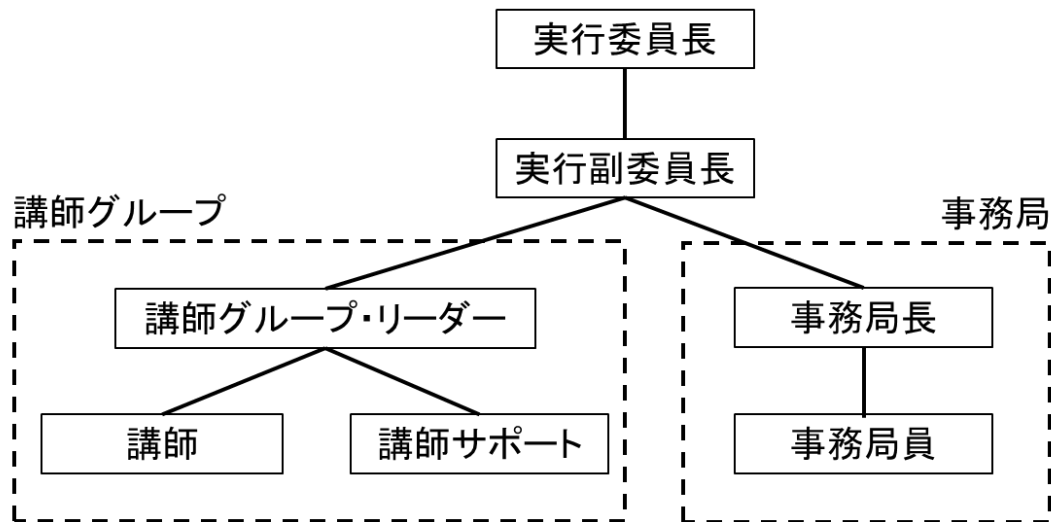 実行委員長
実行副委員長
講師グループ
事務局
講師グループ・リーダー
事務局長
講師
講師サポート
事務局員